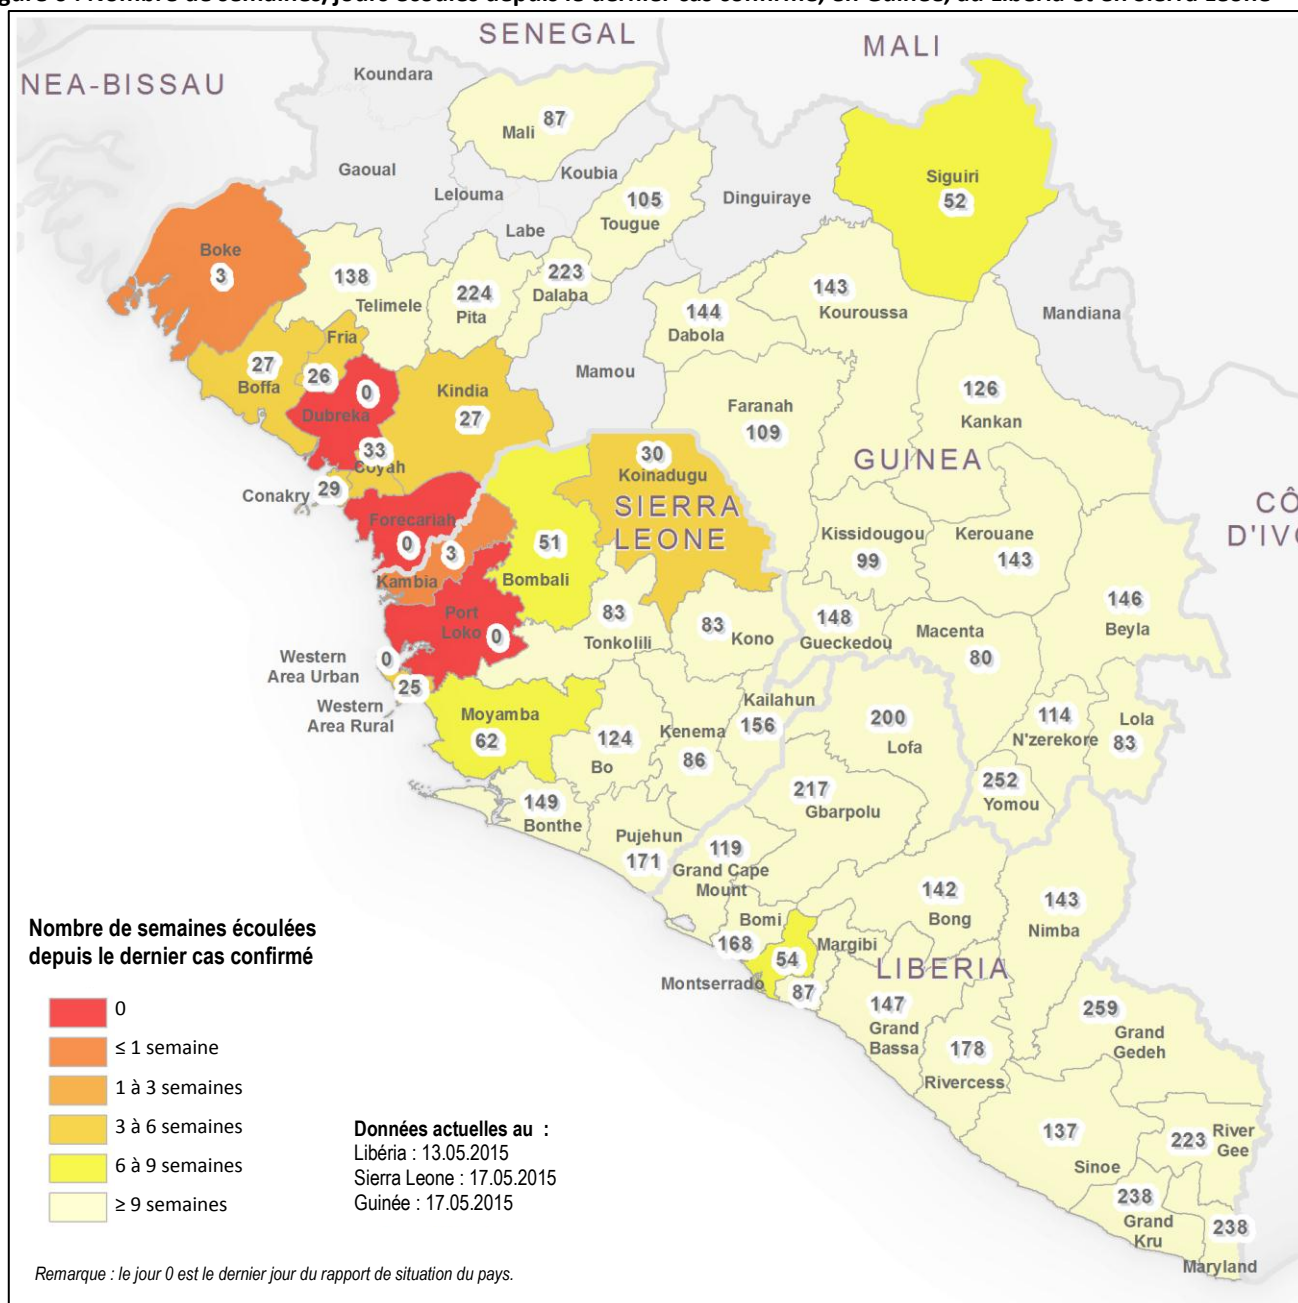 SENEGAL
MALI
NEA-BISSAU
Koundara
Mali
87
Gaoual
Koubia
Lelouma
Labe
105
Tougue
Dinguiraye
Siguiri
52
Boke
3
138
Telimele
224
Pita
223
Dalaba
143
Kouroussa
144
Dabola
Mandiana
Fria
27
Boffa
26
0
Dubreka
Kindia
27
Mamou
Faranah
109
126
Kankan
GUINEA
33
Coyah
Conakry
29
30
Koinadugu
SIERRA
LEONE
CÔ
D'IV
Forecariah
0
3
Kambia
51
Bombali
Kissidougou
99
Kerouane
143
Port
Loko
0
83
Tonkolili
83
Kono
148
Gueckedou
Macenta
80
146
Beyla
Western
Area Urban
0
25
Western
Area Rural
Moyamba
62
Kailahun
156
Kenema
86
124
Bo
200
Lofa
114
N'zerekore
Lola
83
252
Yomou
217
Gbarpolu
149
Bonthe
Pujehun
171
119
Grand Cape
Mount
142
Bong
143
Nimba
Bomi
168
Margibi
54
Montserrado
87
LIBERIA
147
Grand
Bassa
178
Rivercess
259
Grand
Gedeh
137
Sinoe
223
River
Gee
238
Grand
Kru
238
Maryland
Nombre de semaines écoulées
depuis le dernier cas confirmé
0
≤ 1 semaine
1 à 3 semaines
3 à 6 semaines
6 à 9 semaines
≥ 9 semaines
Données actuelles au :
Libéria : 13.05.2015
Sierra Leone : 17.05.2015
Guinée : 17.05.2015
Remarque : le jour 0 est le dernier jour du rapport de situation du pays.